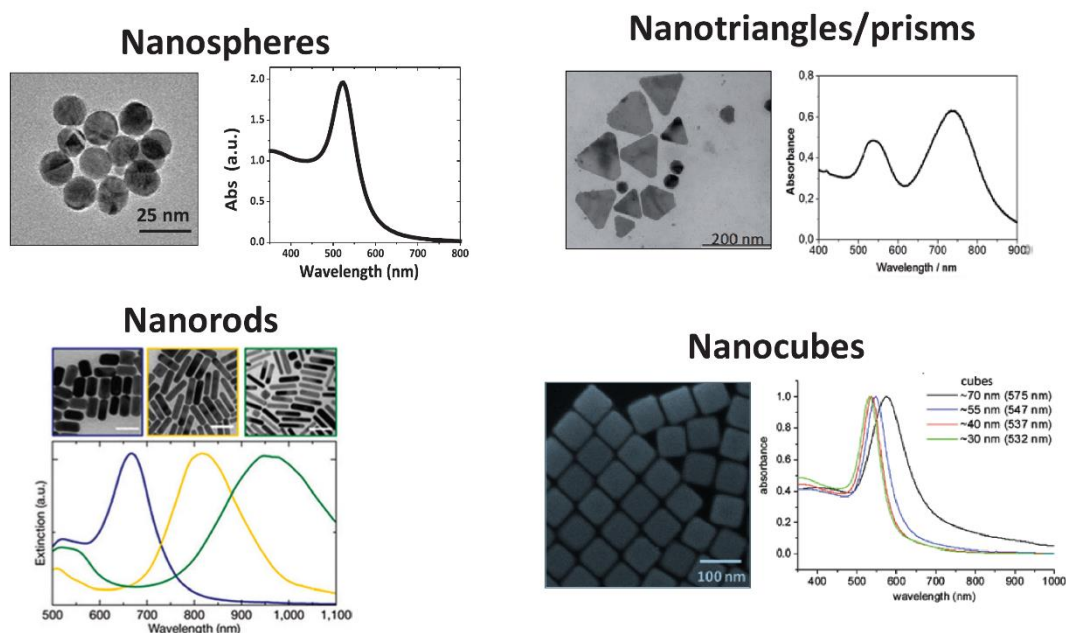 Nanospheres
25 nm
Abs (a.u.)
2.0
1.5
1.0
0.5
0.0
400 500 600 700 800
Wavelength (nm)
Nanotriangles/prisms
200 nm
Absorbance
0,8
0,6
0,4
0,2
0,0
400 500 600 700 800 900
Wavelength / nm
Nanorods
Extinction (a.u.)
500 600 700 800 900 1,000 1,100
Wavelength (nm)
Nanocubes
100 nm
absorbance
1.0
0.8
0.6
0.4
0.2
0.0
cubes
~70 nm (575 nm)
~55 nm (547 nm)
~40 nm (537 nm)
~30 nm (532 nm)
400 500 600 700 800 900 1000
wavelength (nm)